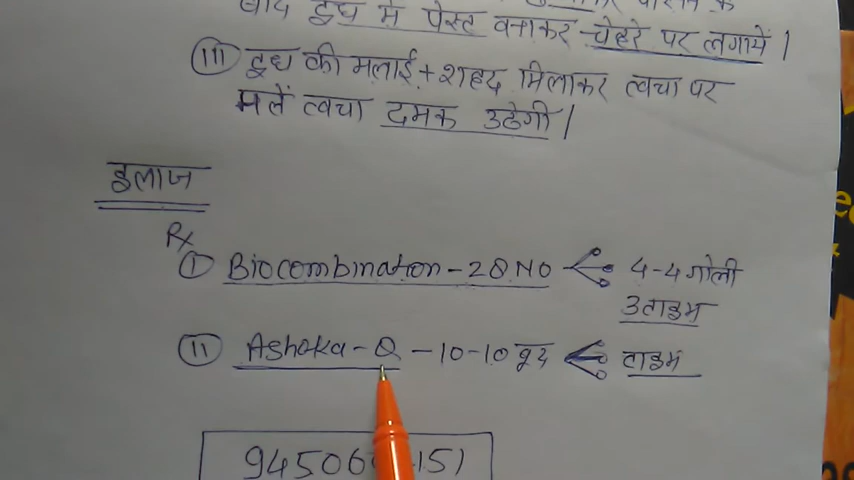 बाद दूध में पेस्ट बनाकर चेहरे पर लगायें।
(III) दूध की मलाई + शहद मिलाकर त्वचा पर
मलें त्वचा दमक उठेगी।
इलाज
Rx
(I) Biocombination - 20 NO 4-4 गोली
3 टाइम
(II) Ashoka - Q - 10-10 बूंद टाइम